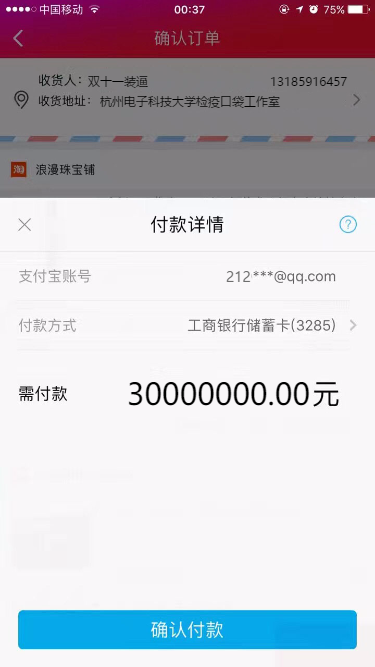 中国移动 00:37 75%
确认订单
收货人：双十一装逼 13185916457
收货地址：杭州电子科技大学检疫口袋工作室
淘 浪漫珠宝铺
付款详情 ?
支付宝账号 212***@qq.com
付款方式 工商银行储蓄卡(3285)
需付款 30000000.00元
确认付款